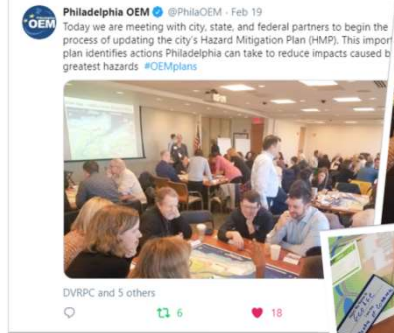 OEM
Philadelphia OEM @PhilaOEM · Feb 19
Today we are meeting with city, state, and federal partners to begin the
process of updating the city's Hazard Mitigation Plan (HMP). This
plan identifies actions Philadelphia can take to reduce impacts caused
greatest hazards #OEMplans
DVRPC and 5 others
6
18